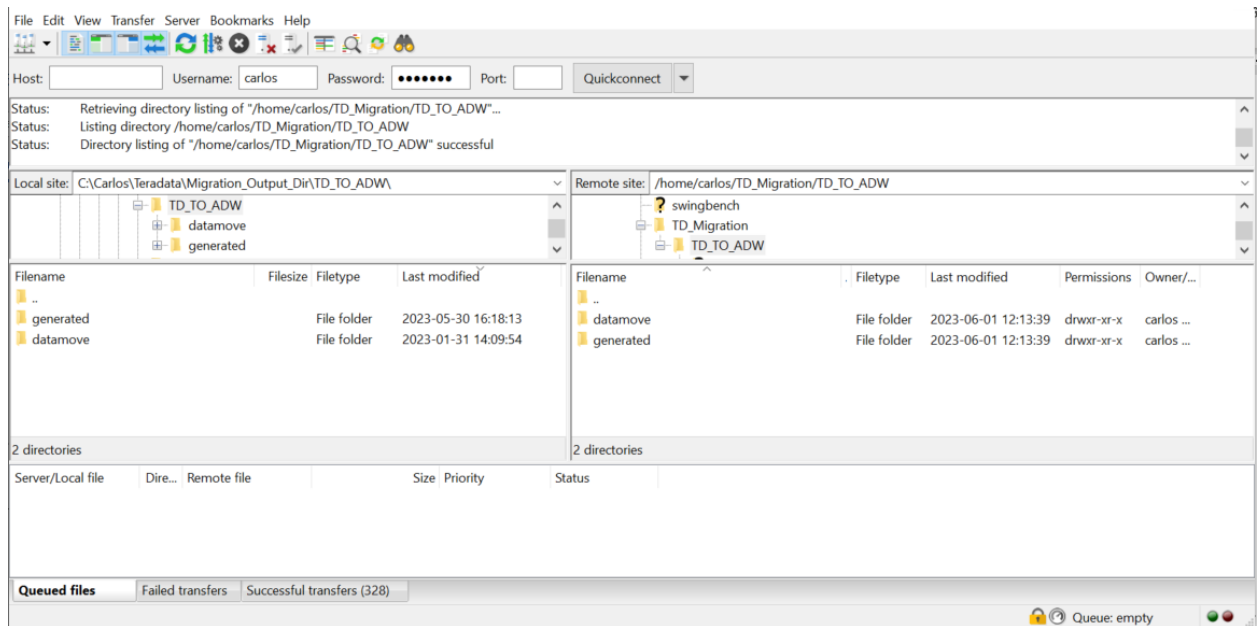 File Edit View Transfer Server Bookmarks Help
Host: Username: carlos Password: ●●●●●●● Port: Quickconnect
Status: Retrieving directory listing of "/home/carlos/TD_Migration/TD_TO_ADW"...
Status: Listing directory /home/carlos/TD_Migration/TD_TO_ADW
Status: Directory listing of "/home/carlos/TD_Migration/TD_TO_ADW" successful
Local site: C:\Carlos\Teradata\Migration_Output_Dir\TD_TO_ADW\
TD_TO_ADW
datamove
generated
Remote site: /home/carlos/TD_Migration/TD_TO_ADW
? swingbench
TD_Migration
TD_TO_ADW
Filename Filesize Filetype Last modified
..
generated File folder 2023-05-30 16:18:13
datamove File folder 2023-01-31 14:09:54
2 directories
Filename . Filetype Last modified Permissions Owner/...
..
datamove File folder 2023-06-01 12:13:39 drwxr-xr-x carlos ...
generated File folder 2023-06-01 12:13:39 drwxr-xr-x carlos ...
2 directories
Server/Local file Dire... Remote file Size Priority Status
Queued files Failed transfers Successful transfers (328)
Queue: empty